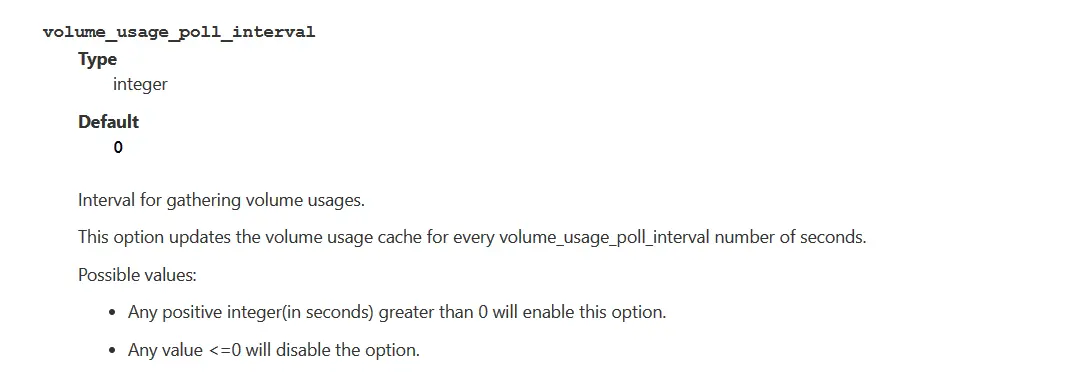 volume_usage_poll_interval
Type
integer
Default
0
Interval for gathering volume usages.
This option updates the volume usage cache for every volume_usage_poll_interval number of seconds.
Possible values:
• Any positive integer(in seconds) greater than 0 will enable this option.
• Any value <=0 will disable the option.